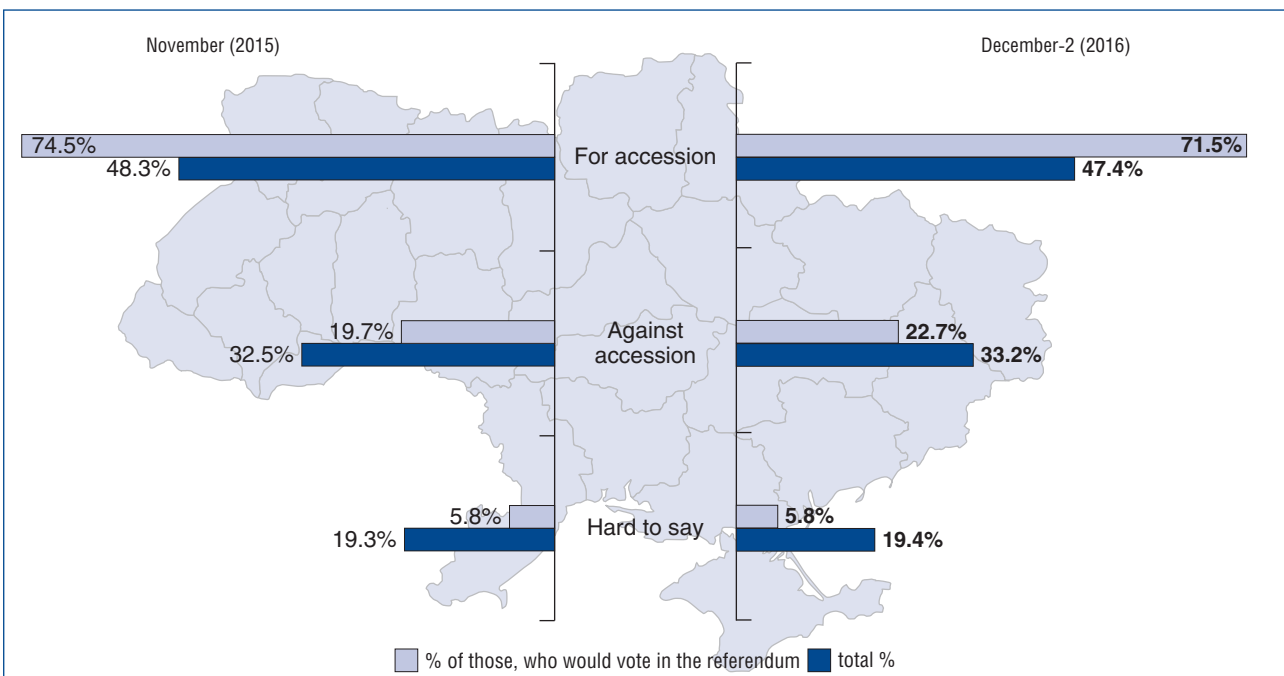 November (2015)
December-2 (2016)
74.5%
For accession
71.5%
48.3%
47.4%
19.7%
Against
accession
22.7%
32.5%
33.2%
5.8%
Hard to say
5.8%
19.3%
19.4%
% of those, who would vote in the referendum
total %